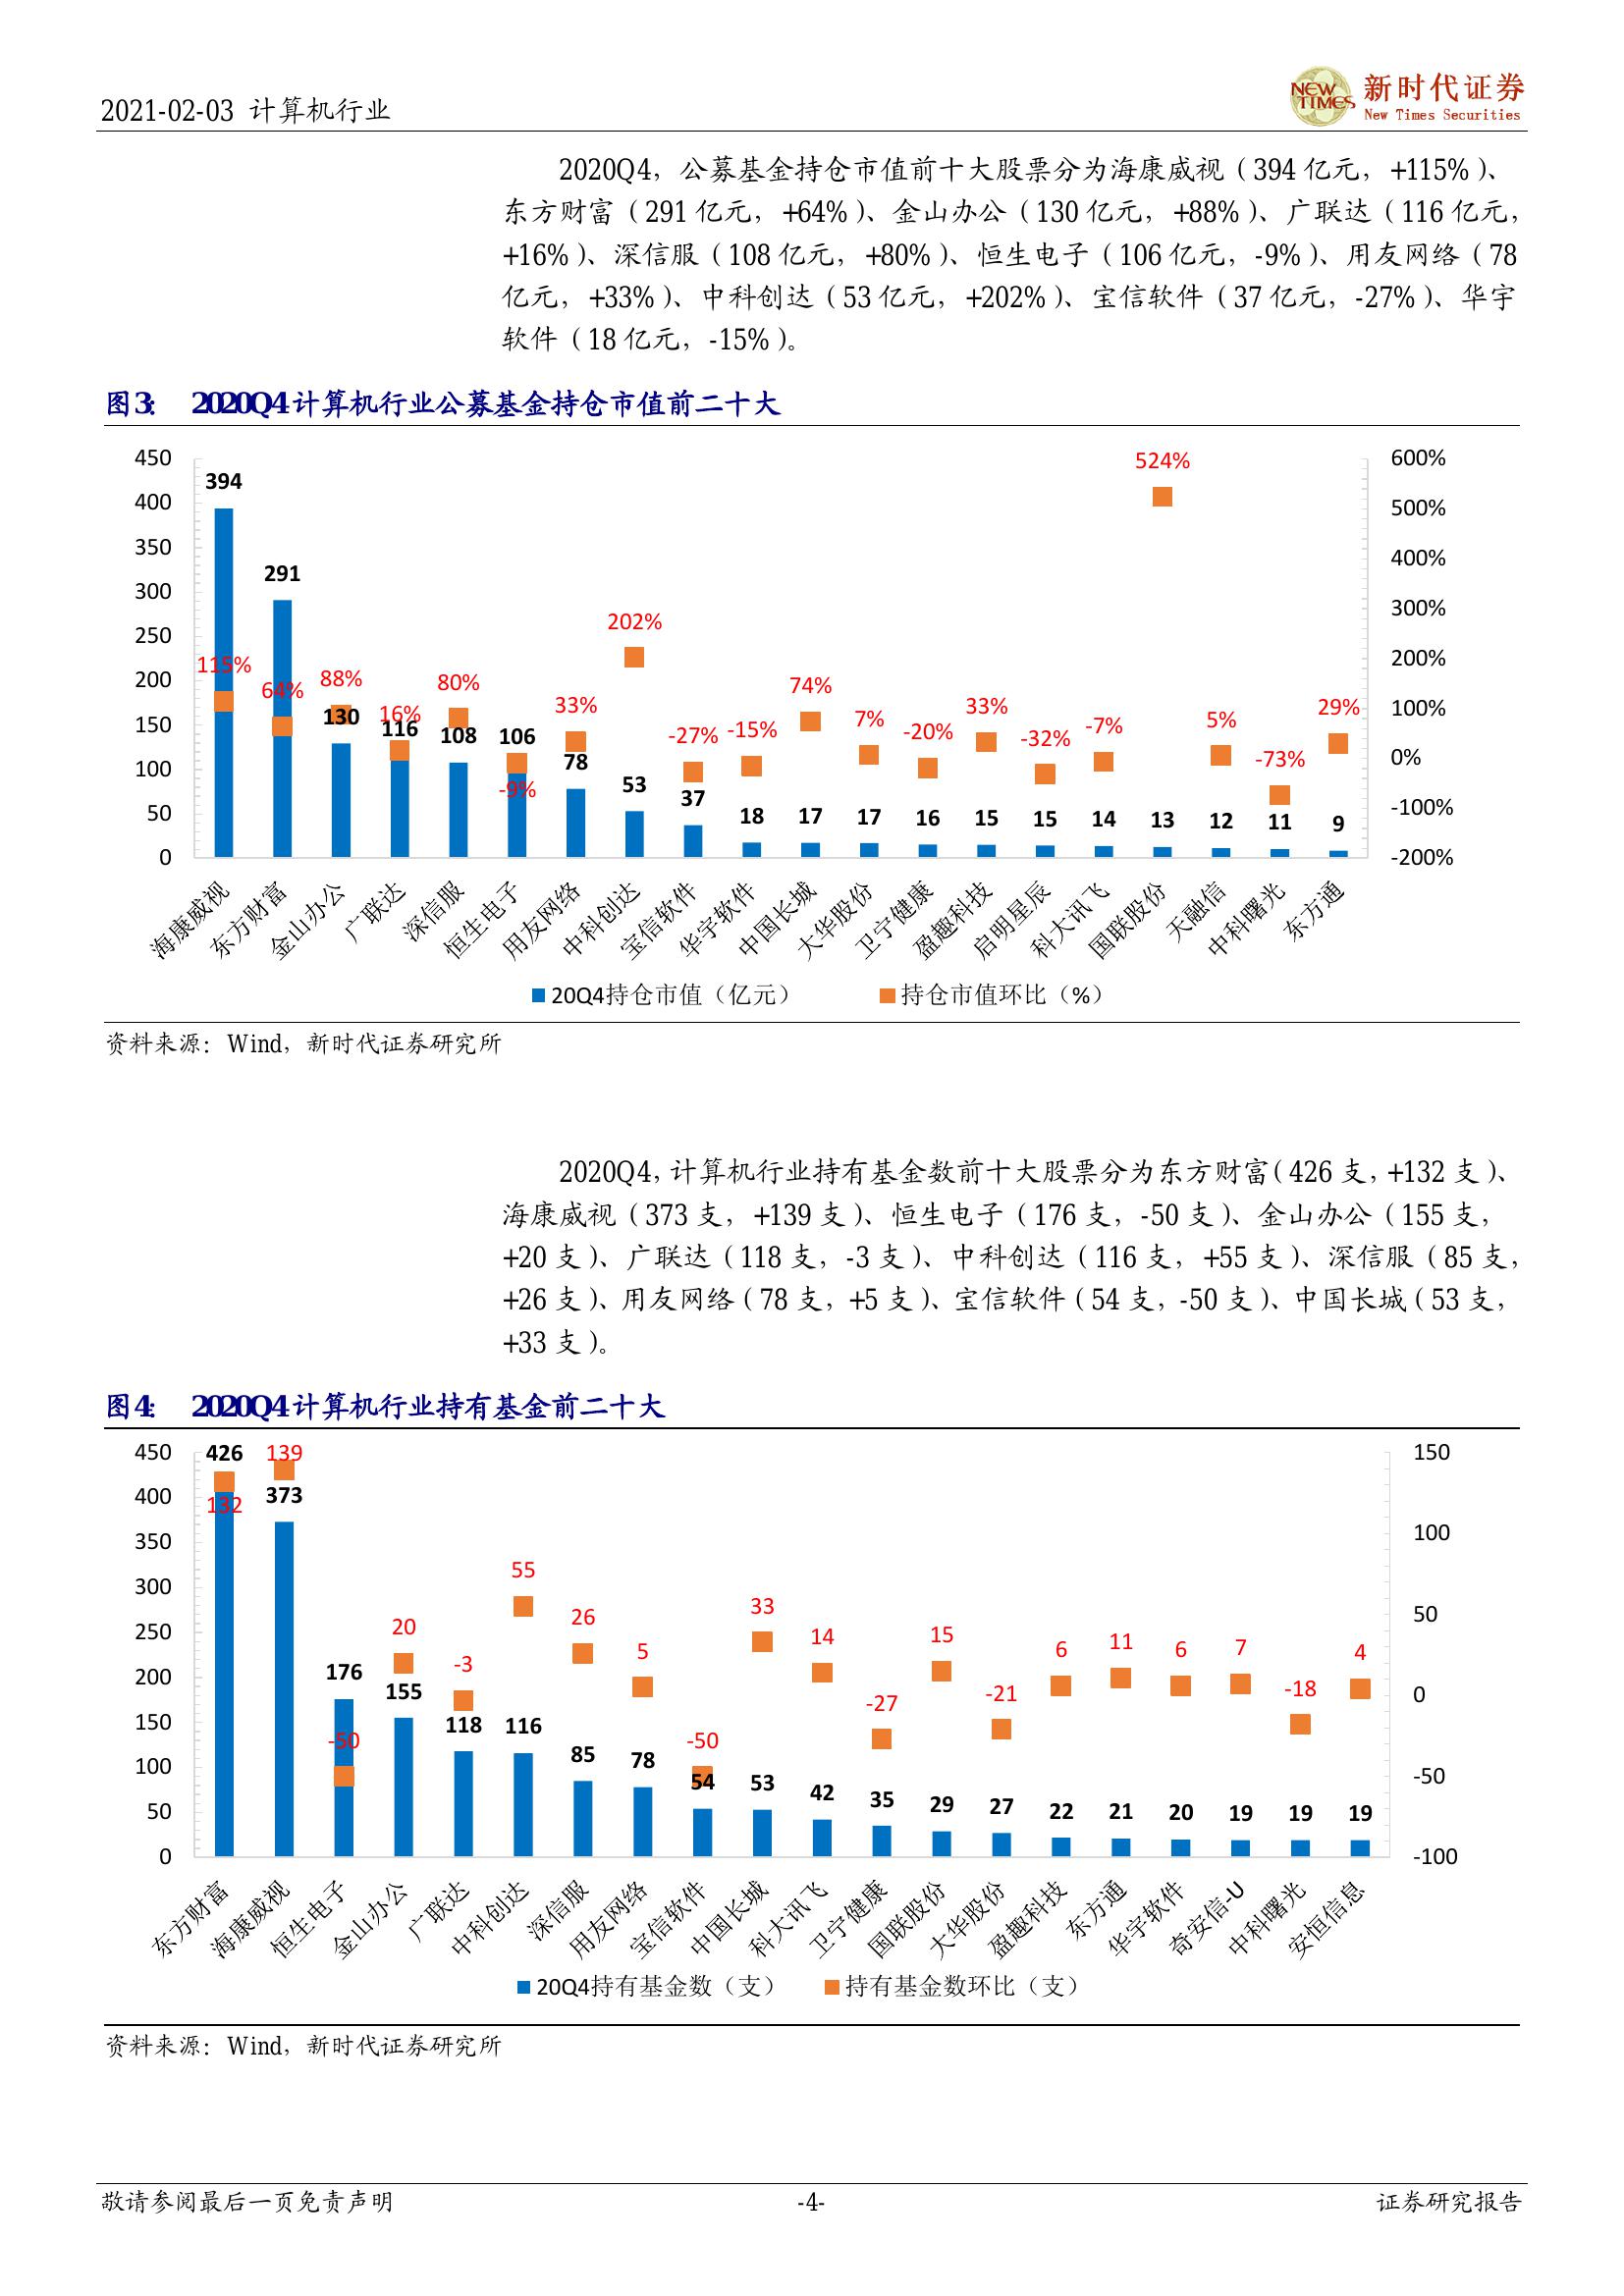 2021-02-03 计算机行业
NEW TIMES
新时代证券
New Times Securities
2020Q4，公募基金持仓市值前十大股票分为海康威视（394 亿元，+115%）、
东方财富（291 亿元，+64%）、金山办公（130 亿元，+88%）、广联达（116 亿元，
+16%）、深信服（108 亿元，+80%）、恒生电子（106 亿元，-9%）、用友网络（78
亿元，+33%）、中科创达（53 亿元，+202%）、宝信软件（37 亿元，-27%）、华宇
软件（18 亿元，-15%）。
图3： 2020Q4计算机行业公募基金持仓市值前二十大
450 400 350 300 250 200 150 100 50 0
394 291 130 116 108 106 78 53 37 18 17 17 16 15 15 14 13 12 11 9
115% 64% 88% 16% 80% -9% 33% 202% -27% -15% 74% 7% -20% 33% -32% -7% 524% 5% -73% 29%
600% 500% 400% 300% 200% 100% 0% -100% -200%
海康威视 东方财富 金山办公 广联达 深信服 恒生电子 用友网络 中科创达 宝信软件 华宇软件 中国长城 大华股份 卫宁健康 盈趣科技 启明星辰 科大讯飞 国联股份 天融信 中科曙光 东方通
20Q4持仓市值（亿元） 持仓市值环比（%）
资料来源：Wind，新时代证券研究所
2020Q4，计算机行业持有基金数前十大股票分为东方财富（426 支，+132 支）、
海康威视（373 支，+139 支）、恒生电子（176 支，-50 支）、金山办公（155 支，
+20 支）、广联达（118 支，-3 支）、中科创达（116 支，+55 支）、深信服（85 支，
+26 支）、用友网络（78 支，+5 支）、宝信软件（54 支，-50 支）、中国长城（53 支，
+33 支）。
图4： 2020Q4计算机行业持有基金前二十大
450 400 350 300 250 200 150 100 50 0
426 373 176 155 118 116 85 78 54 53 42 35 29 27 22 21 20 19 19 19
132 139 -50 20 -3 55 26 5 -50 33 14 -27 15 -21 6 11 6 7 -18 4
150 100 50 0 -50 -100
东方财富 海康威视 恒生电子 金山办公 广联达 中科创达 深信服 用友网络 宝信软件 中国长城 科大讯飞 卫宁健康 国联股份 大华股份 盈趣科技 东方通 华宇软件 奇安信-U 中科曙光 安恒信息
20Q4持有基金数（支） 持有基金数环比（支）
资料来源：Wind，新时代证券研究所
敬请参阅最后一页免责声明 -4- 证券研究报告